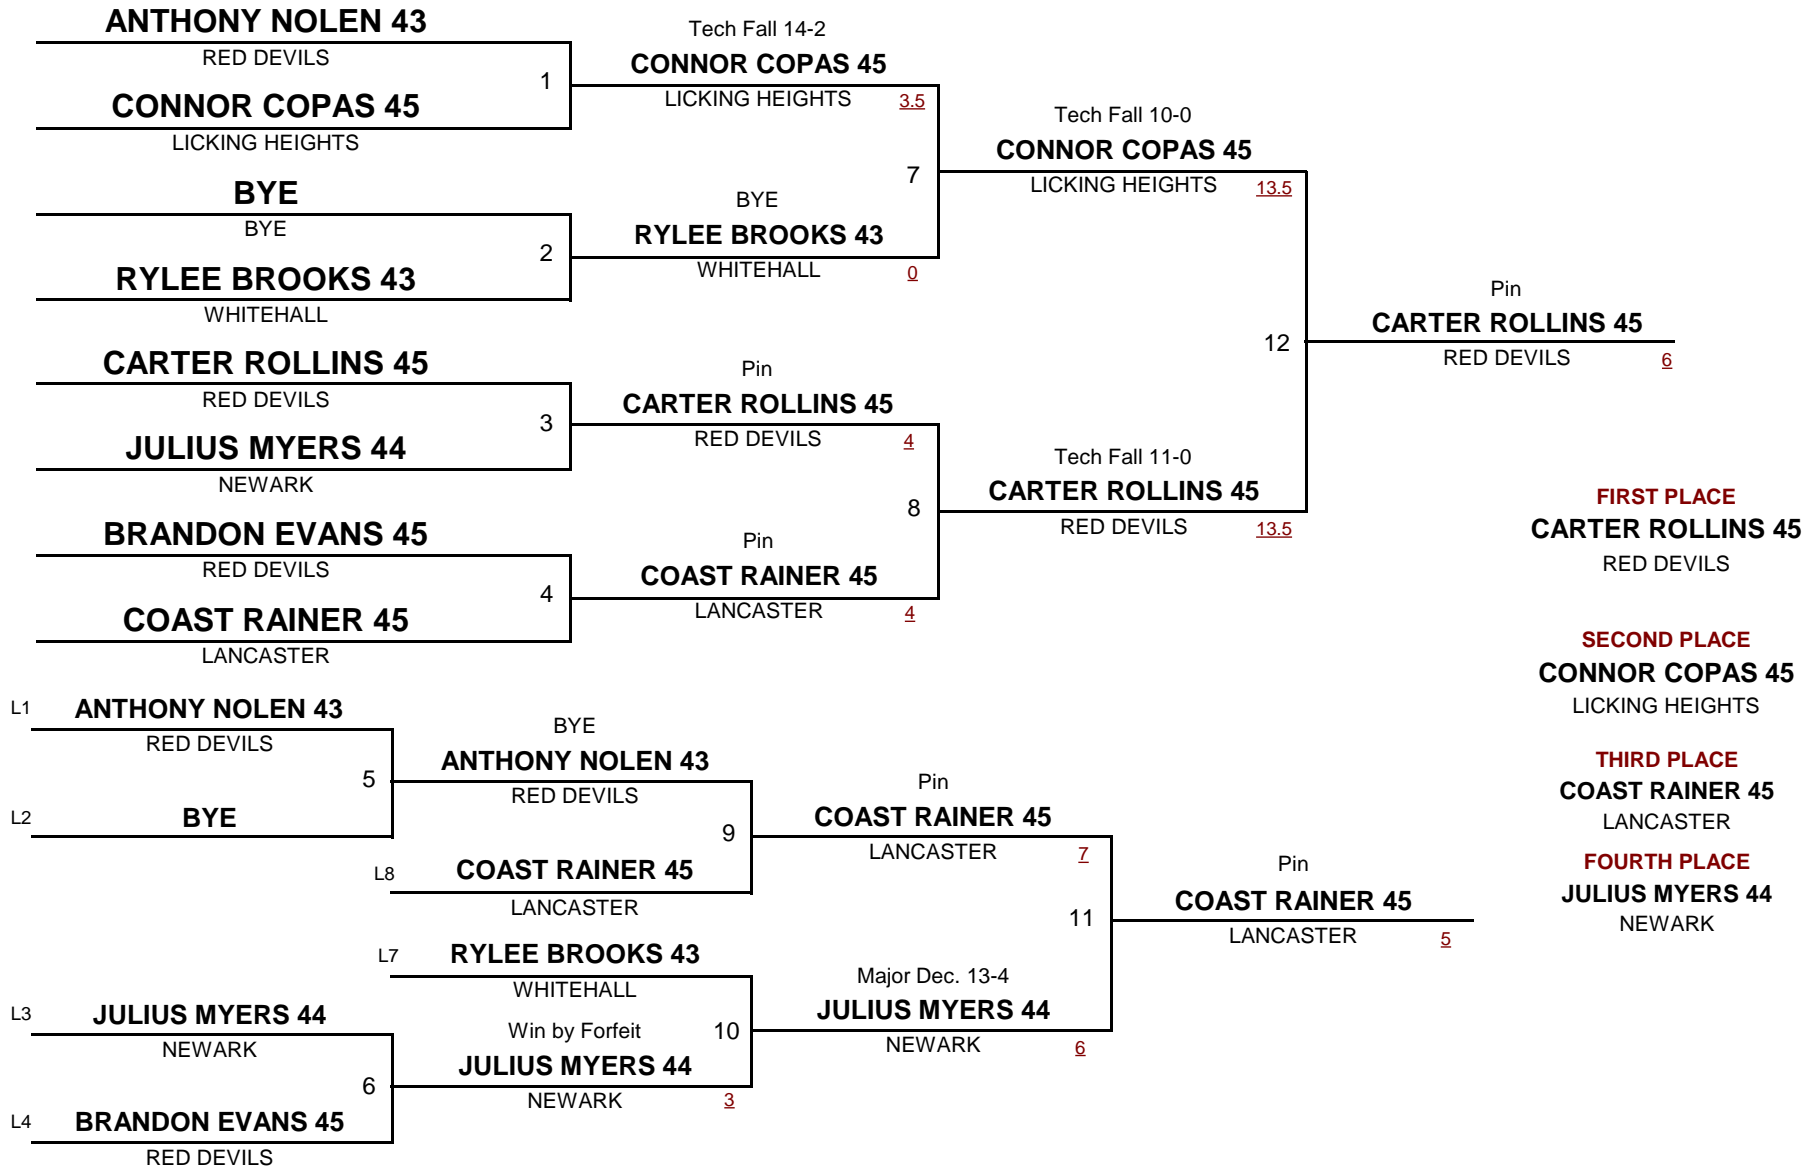 ANTHONY NOLEN 43
RED DEVILS
1
CONNOR COPAS 45
LICKING HEIGHTS
BYE
BYE
2
RYLEE BROOKS 43
WHITEHALL
CARTER ROLLINS 45
RED DEVILS
3
JULIUS MYERS 44
NEWARK
BRANDON EVANS 45
RED DEVILS
4
COAST RAINER 45
LANCASTER
Tech Fall 14-2
CONNOR COPAS 45
LICKING HEIGHTS 3.5
7
BYE
RYLEE BROOKS 43
WHITEHALL 0
Pin
CARTER ROLLINS 45
RED DEVILS 4
8
Pin
COAST RAINER 45
LANCASTER 4
Tech Fall 10-0
CONNOR COPAS 45
LICKING HEIGHTS 13.5
12
Tech Fall 11-0
CARTER ROLLINS 45
RED DEVILS 13.5
Pin
CARTER ROLLINS 45
RED DEVILS 6
L1 ANTHONY NOLEN 43
RED DEVILS
5
L2 BYE
L3 JULIUS MYERS 44
NEWARK
6
L4 BRANDON EVANS 45
RED DEVILS
BYE
ANTHONY NOLEN 43
RED DEVILS
9
L8 COAST RAINER 45
LANCASTER
L7 RYLEE BROOKS 43
WHITEHALL
10
Win by Forfeit
JULIUS MYERS 44
NEWARK 3
Pin
COAST RAINER 45
LANCASTER 7
11
Major Dec. 13-4
JULIUS MYERS 44
NEWARK 6
Pin
COAST RAINER 45
LANCASTER 5
FIRST PLACE
CARTER ROLLINS 45
RED DEVILS
SECOND PLACE
CONNOR COPAS 45
LICKING HEIGHTS
THIRD PLACE
COAST RAINER 45
LANCASTER
FOURTH PLACE
JULIUS MYERS 44
NEWARK